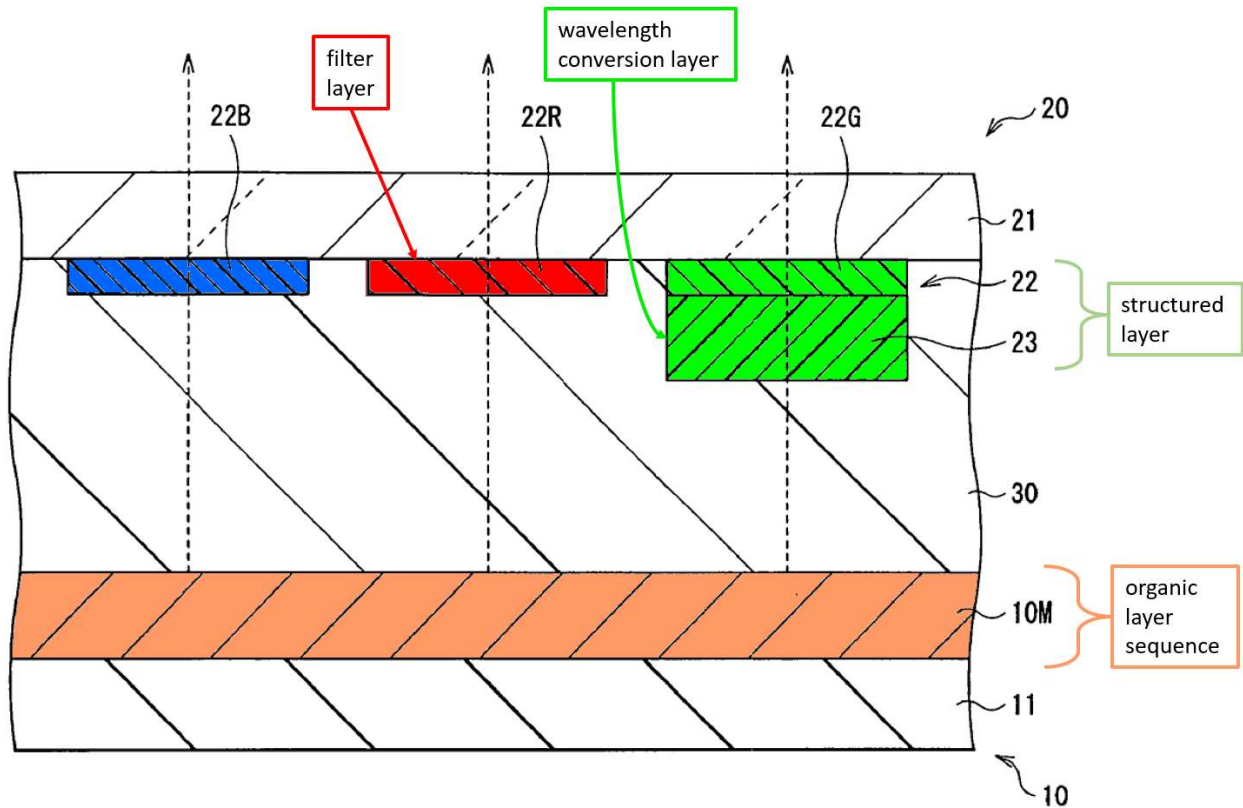 wavelength
conversion layer
filter
layer
22B
22R
22G
20
21
22
structured
layer
23
30
10M
organic
layer
sequence
11
10